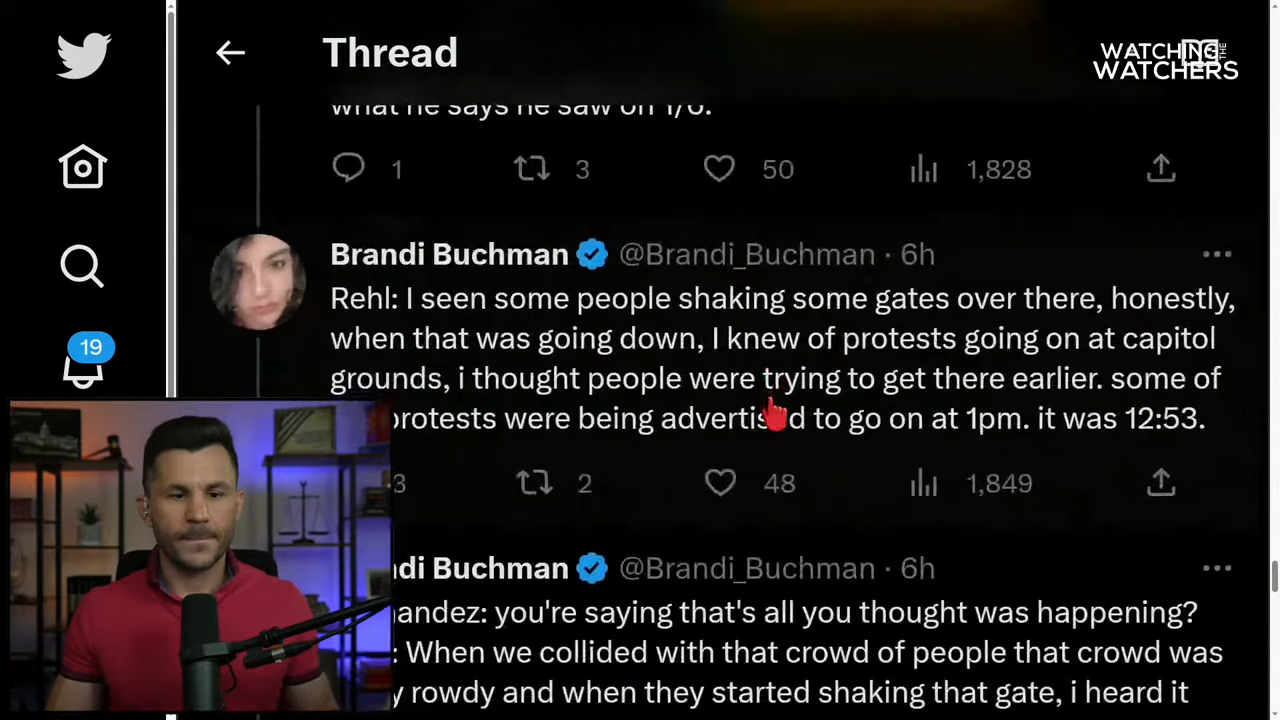 Thread
WATCHING
THE
WATCHERS
what he says he saw on 1/6.
1
3
50
1,828
Brandi Buchman @Brandi_Buchman · 6h
Rehl: I seen some people shaking some gates over there, honestly,
when that was going down, I knew of protests going on at capitol
grounds, i thought people were trying to get there earlier. some of
protests were being advertised to go on at 1pm. it was 12:53.
19
3
2
48
1,849
di Buchman @Brandi_Buchman · 6h
nandez: you're saying that's all you thought was happening?
: When we collided with that crowd of people that crowd was
y rowdy and when they started shaking that gate, i heard it